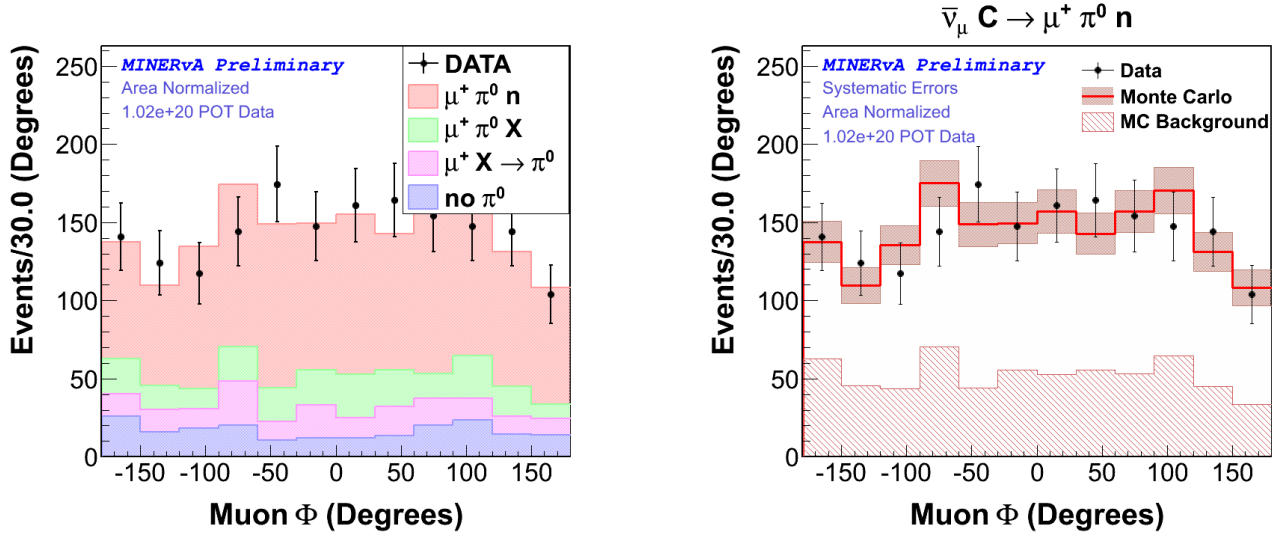 ν̄μ C → μ+ π0 n
MINERνA Preliminary
Area Normalized
1.02e+20 POT Data
DATA
μ+ π0 n
μ+ π0 X
μ+ X → π0
no π0
Events/30.0 (Degrees)
250
200
150
100
50
0
-150 -100 -50 0 50 100 150
Muon Φ (Degrees)
MINERνA Preliminary
Systematic Errors
Area Normalized
1.02e+20 POT Data
Data
Monte Carlo
MC Background
Events/30.0 (Degrees)
250
200
150
100
50
0
-150 -100 -50 0 50 100 150
Muon Φ (Degrees)